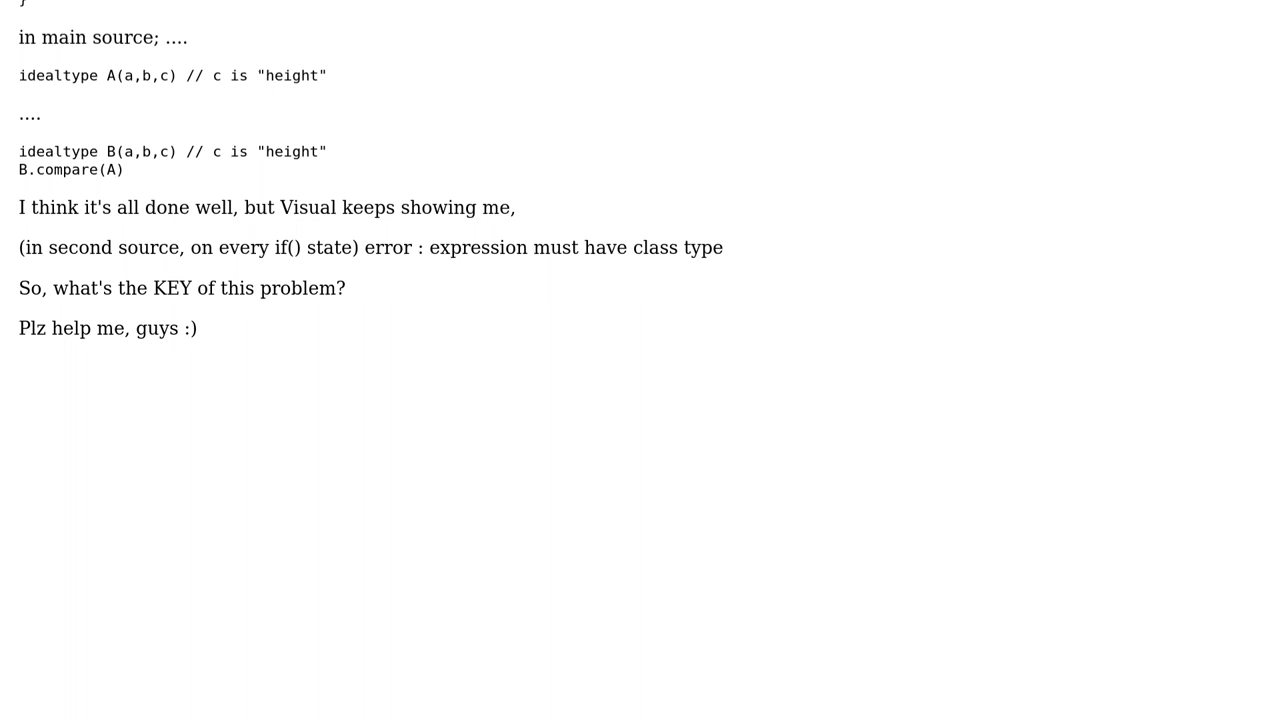 }
in main source; ....
idealtype A(a,b,c) // c is "height"
....
idealtype B(a,b,c) // c is "height"
B.compare(A)
I think it's all done well, but Visual keeps showing me,
(in second source, on every if() state) error : expression must have class type
So, what's the KEY of this problem?
Plz help me, guys :)